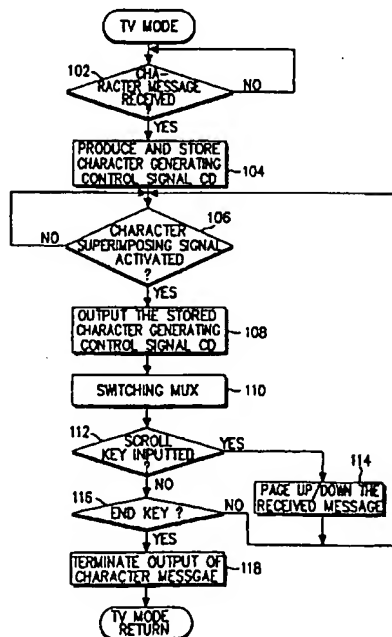 TV MODE
102
CHA-
RACTER MESSAGE
RECEIVED
?
NO
YES
PRODUCE AND STORE
CHARACTER GENERATING
CONTROL SIGNAL CD
104
106
NO
CHARACTER
SUPERIMPOSING SIGNAL
ACTIVATED
?
YES
OUTPUT THE STORED
CHARACTER GENERATING
CONTROL SIGNAL CD
108
SWITCHING MUX
110
112
SCROLL
KEY INPUTTED
?
YES
NO
114
PAGE UP/DOWN THE
RECEIVED MESSAGE
116
END KEY ?
NO
YES
TERMINATE OUTPUT OF
CHARACTER MESSGAE
118
TV MODE
RETURN